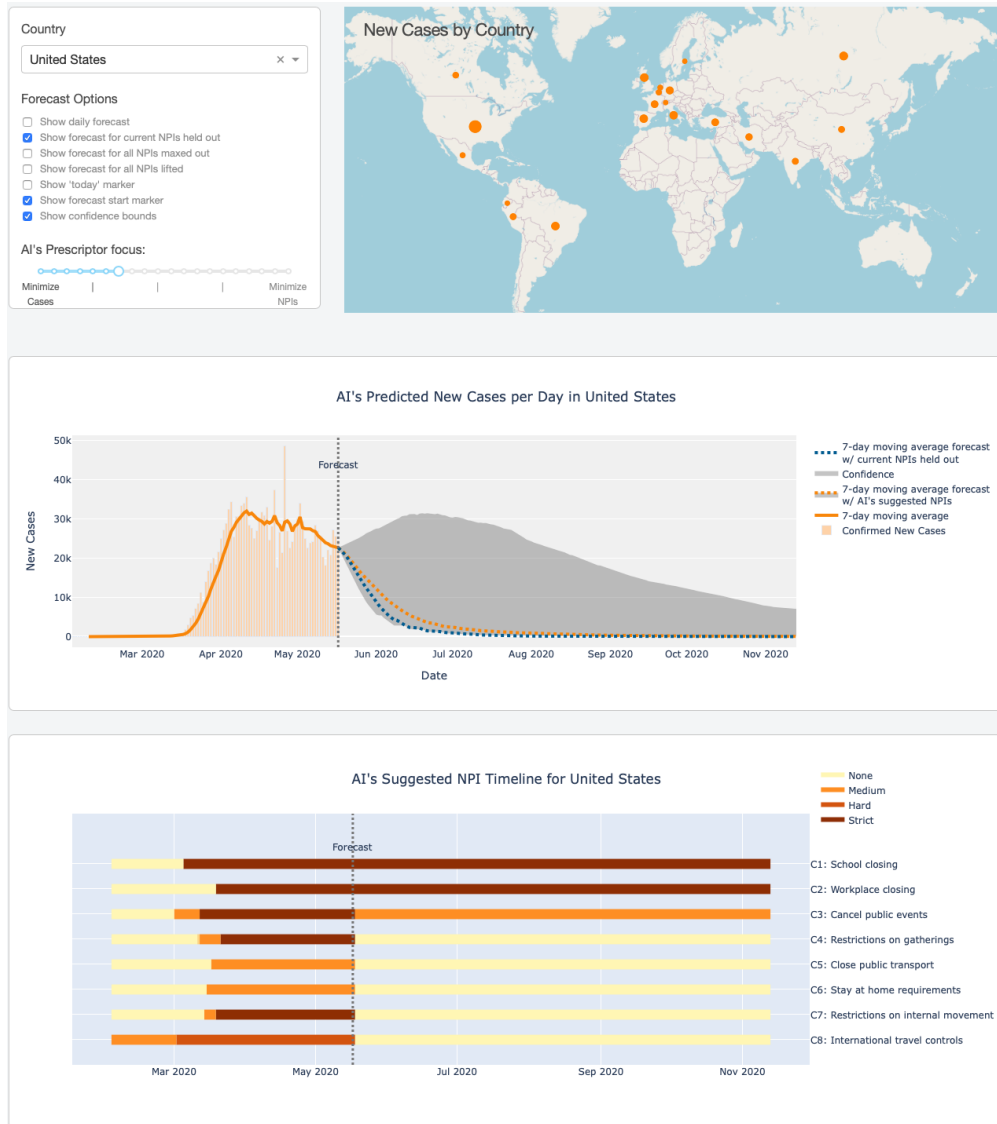 Country
United States
Forecast Options
Show daily forecast
Show forecast for current NPIs held out
Show forecast for all NPIs maxed out
Show forecast for all NPIs lifted
Show 'today' marker
Show forecast start marker
Show confidence bounds
AI's Prescriptor focus:
Minimize | | | Minimize
Cases NPIs
New Cases by Country
AI's Predicted New Cases per Day in United States
50k
40k
30k
20k
10k
0
New Cases
Forecast
Mar 2020 Apr 2020 May 2020 Jun 2020 Jul 2020 Aug 2020 Sep 2020 Oct 2020 Nov 2020
Date
7-day moving average forecast
w/ current NPIs held out
Confidence
7-day moving average forecast
w/ AI's suggested NPIs
7-day moving average
Confirmed New Cases
AI's Suggested NPI Timeline for United States
None
Medium
Hard
Strict
Forecast
C1: School closing
C2: Workplace closing
C3: Cancel public events
C4: Restrictions on gatherings
C5: Close public transport
C6: Stay at home requirements
C7: Restrictions on internal movement
C8: International travel controls
Mar 2020 May 2020 Jul 2020 Sep 2020 Nov 2020